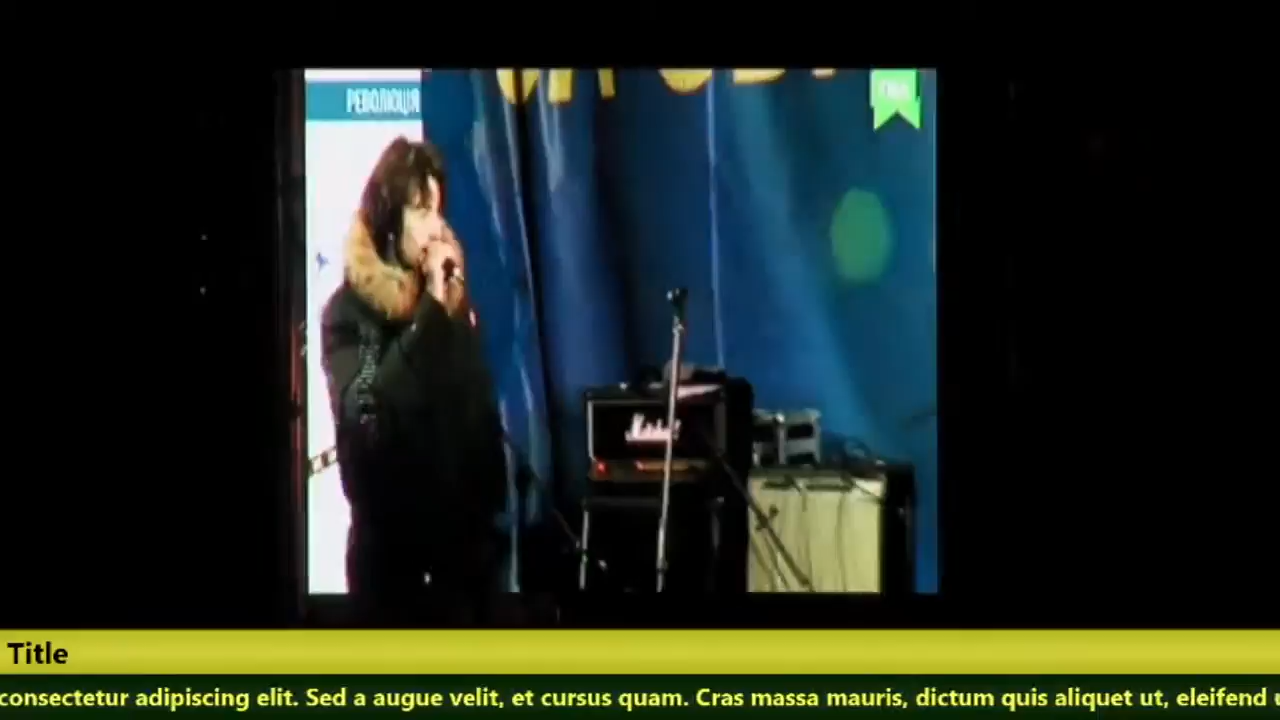 РЕВОЛЮЦІЯ
Marshall
Title
consectetur adipiscing elit. Sed a augue velit, et cursus quam. Cras massa mauris, dictum quis aliquet ut, eleifend